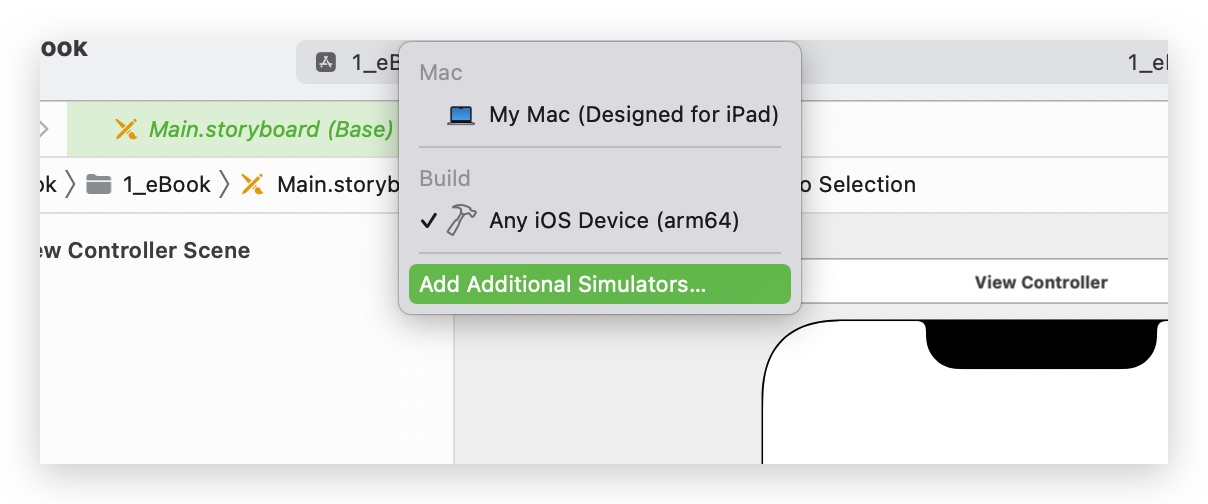 ook
1_eB
1_el
Mac
My Mac (Designed for iPad)
Main.storyboard (Base)
Build
ok
1_eBook
Main.storyb
o Selection
Any iOS Device (arm64)
ew Controller Scene
Add Additional Simulators...
View Controller